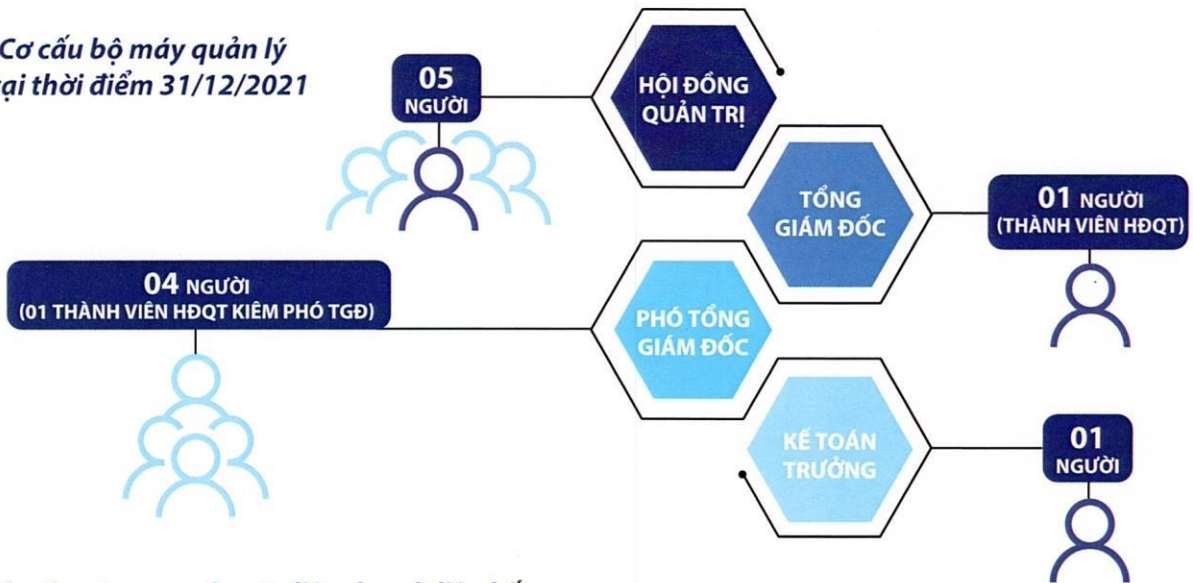 Cơ cấu bộ máy quản lý
tại thời điểm 31/12/2021
05
NGƯỜI
HỘI ĐỒNG
QUẢN TRỊ
TỔNG
GIÁM ĐỐC
01 NGƯỜI
(THÀNH VIÊN HĐQT)
04 NGƯỜI
(01 THÀNH VIÊN HĐQT KIÊM PHÓ TGĐ)
PHÓ TỔNG
GIÁM ĐỐC
KẾ TOÁN
TRƯỞNG
01
NGƯỜI